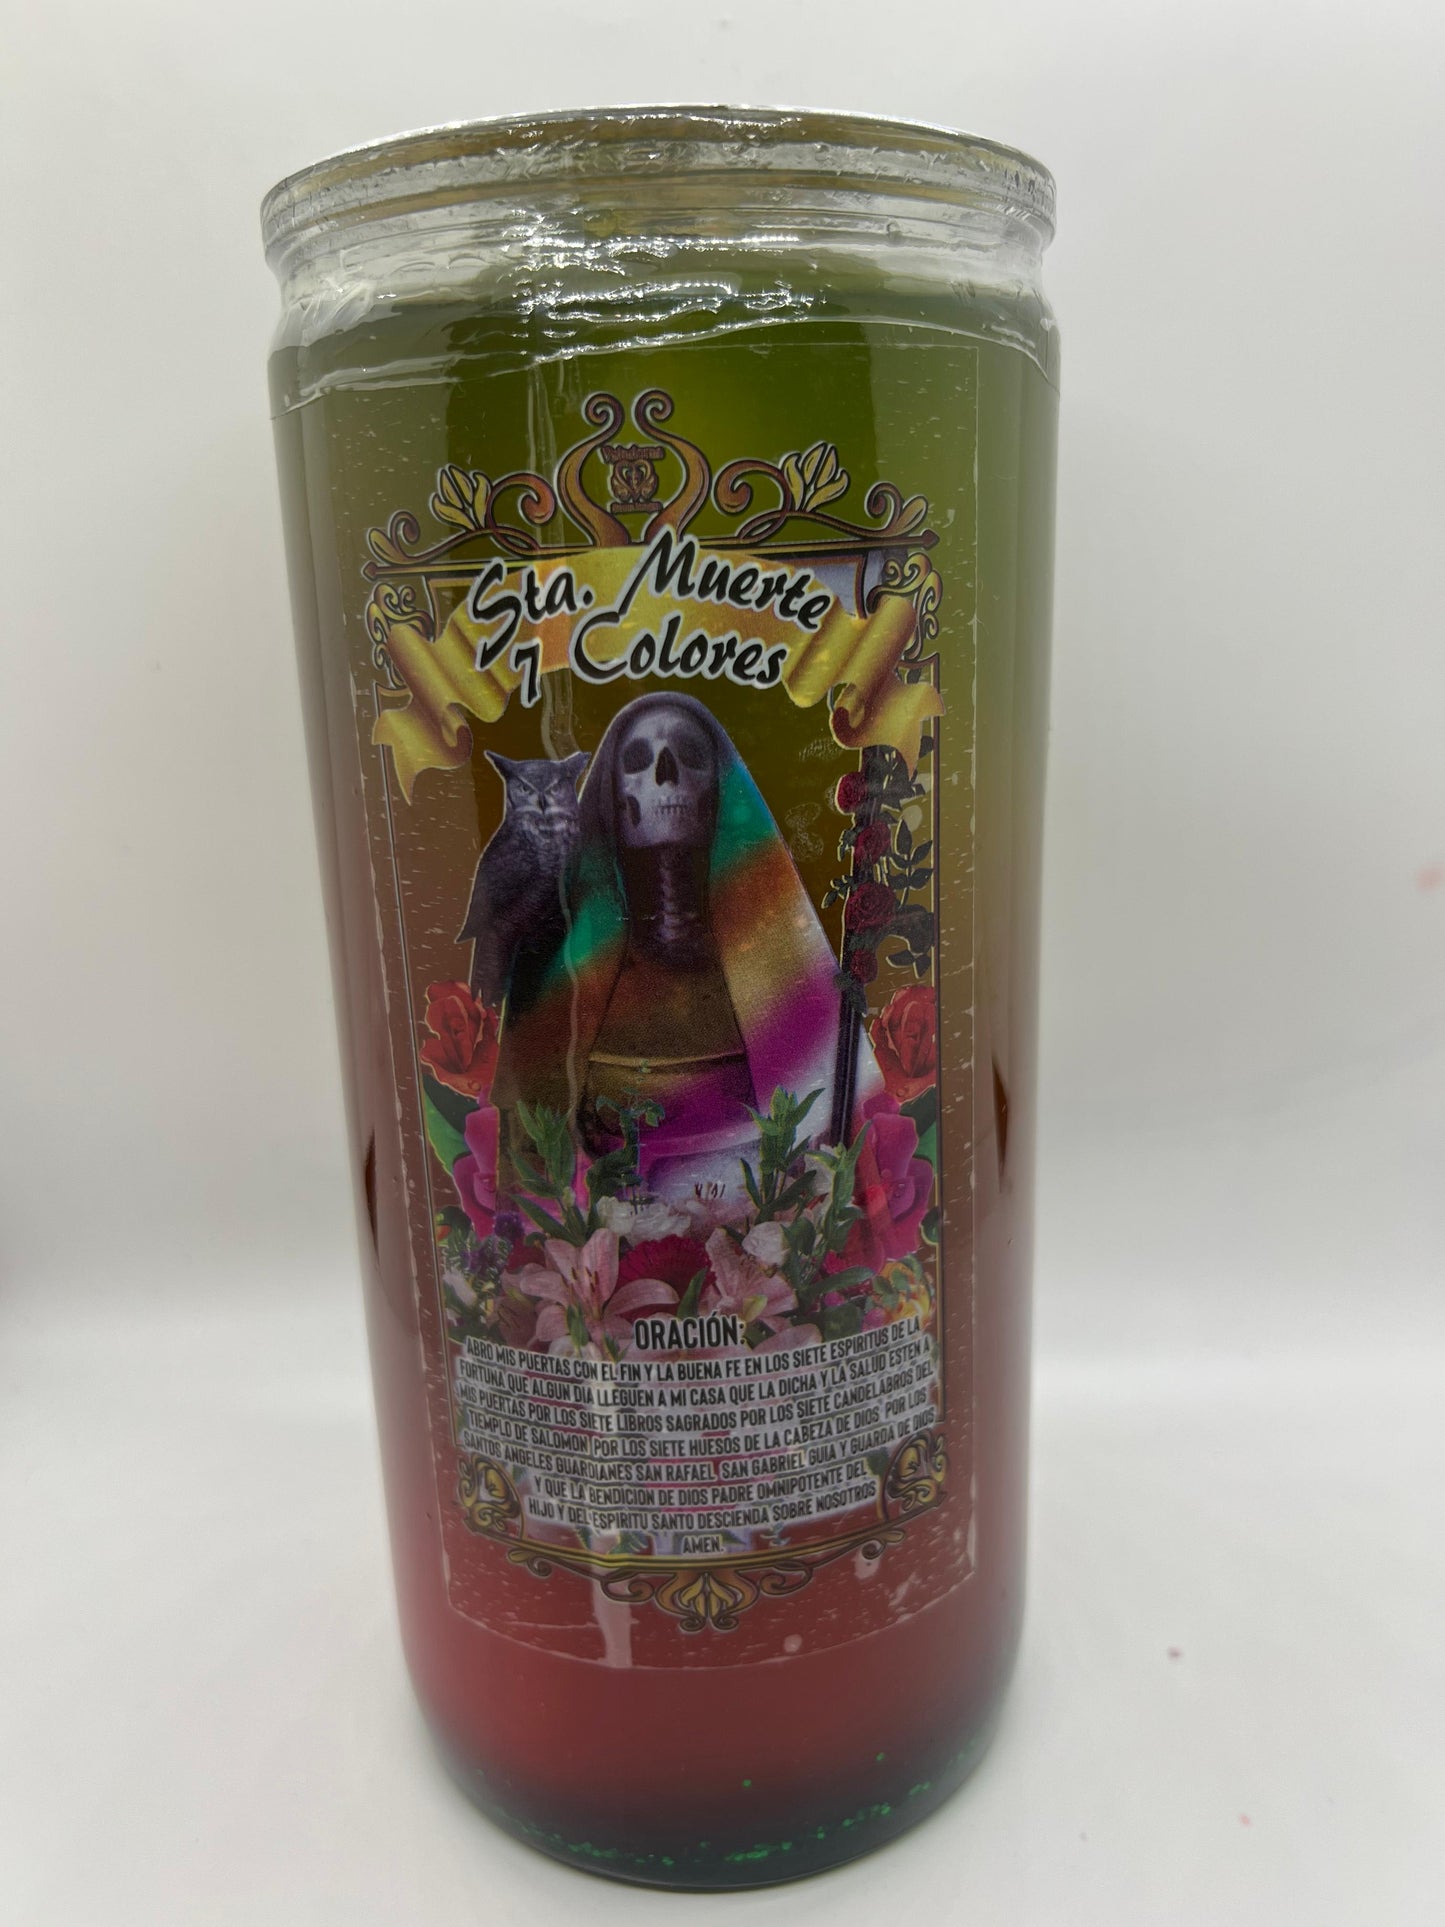 Sta. Muerte
7 Colores
ORACIÓN:
ABRO MIS PUERTAS CON EL FIN Y LA BUENA FE EN LOS SIETE ESPIRITUS DE LA
FORTUNA QUE ALGUN DIA LLEGUEN A MI CASA QUE LA DICHA Y LA SALUD ESTEN A
MIS PUERTAS POR LOS SIETE LIBROS SAGRADOS POR LOS SIETE CANDELABROS DEL
TIEMPLO DE SALOMON POR LOS SIETE HUESOS DE LA CABEZA DE DIOS POR LOS
SANTOS ANGELES GUARDIANES SAN RAFAEL SAN GABRIEL GUIA Y GUARDA DE DIOS
Y QUE LA BENDICION DE DIOS PADRE OMNIPOTENTE DEL
HIJO Y DEL ESPIRITU SANTO DESCIENDA SOBRE NOSOTROS
AMEN.